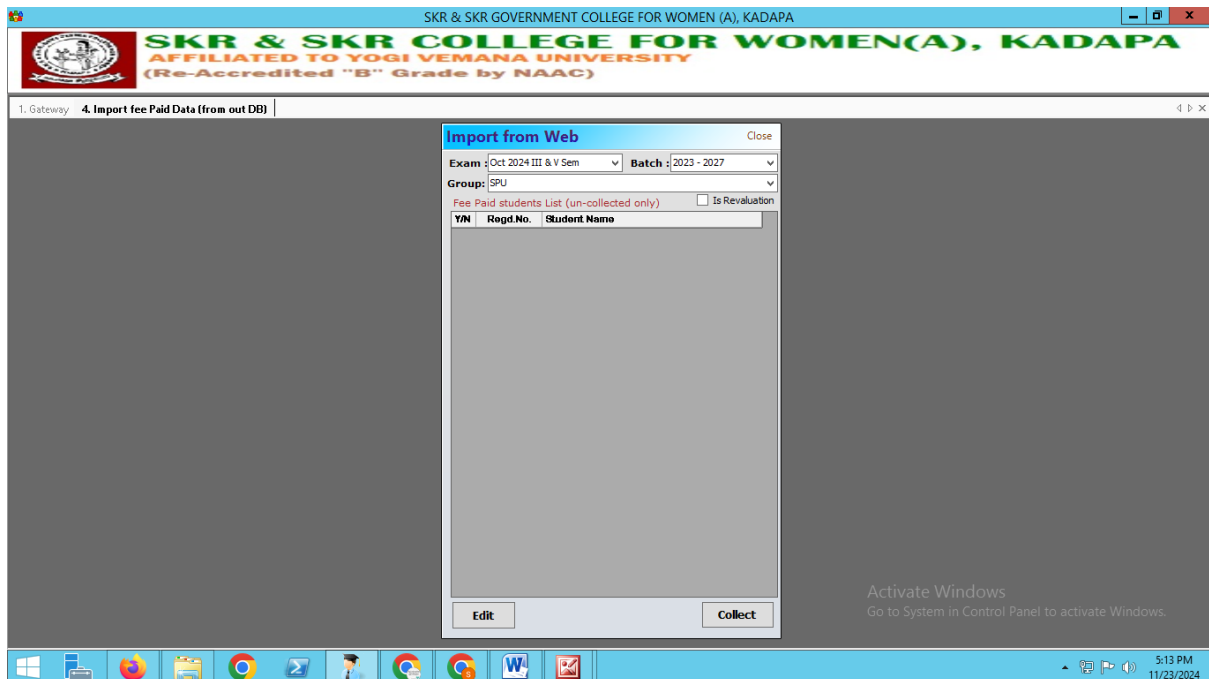 SKR & SKR GOVERNMENT COLLEGE FOR WOMEN (A), KADAPA
SKR & SKR COLLEGE FOR WOMEN(A), KADAPA
AFFILIATED TO YOGI VEMANA UNIVERSITY
(Re-Accredited "B" Grade by NAAC)
1. Gateway 4. Import fee Paid Data (from out DB)
Import from Web Close
Exam : Oct 2024 III & V Sem Batch : 2023 - 2027
Group: SPU
Fee Paid students List (un-collected only) Is Revaluation
Y/N Regd.No. Student Name
Activate Windows
Go to System in Control Panel to activate Windows.
Edit Collect
5:13 PM
11/23/2024